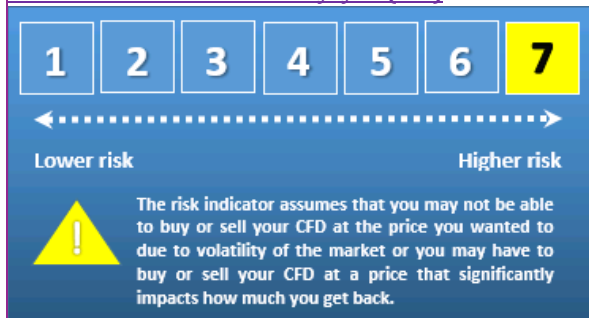 1 2 3 4 5 6 7
Lower risk Higher risk
The risk indicator assumes that you may not be able
to buy or sell your CFD at the price you wanted to
due to volatility of the market or you may have to
buy or sell your CFD at a price that significantly
impacts how much you get back.